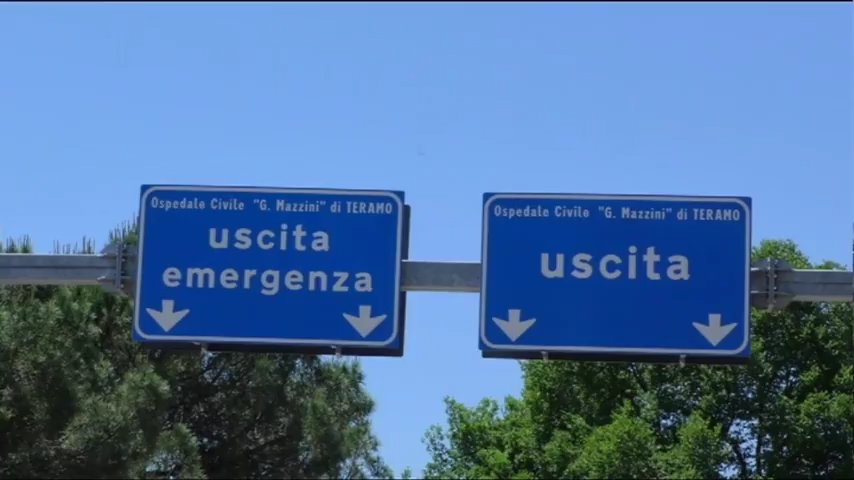 Ospedale Civile "G. Mazzini" di TERAMO
uscita
emergenza
Ospedale Civile "G. Mazzini" di TERAMO
uscita